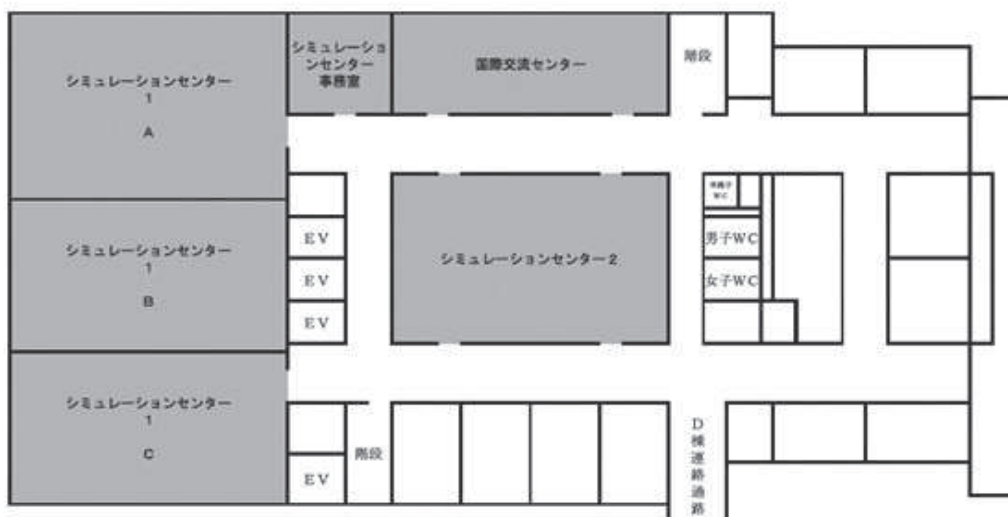 シミュレーションセンター
1
A
シミュレーショ
ンセンター
事務室
国際交流センター
階段
シミュレーションセンター
1
B
EV
EV
EV
シミュレーションセンター2
WC
男子WC
女子WC
シミュレーションセンター
1
C
EV
階段
D棟連絡通路